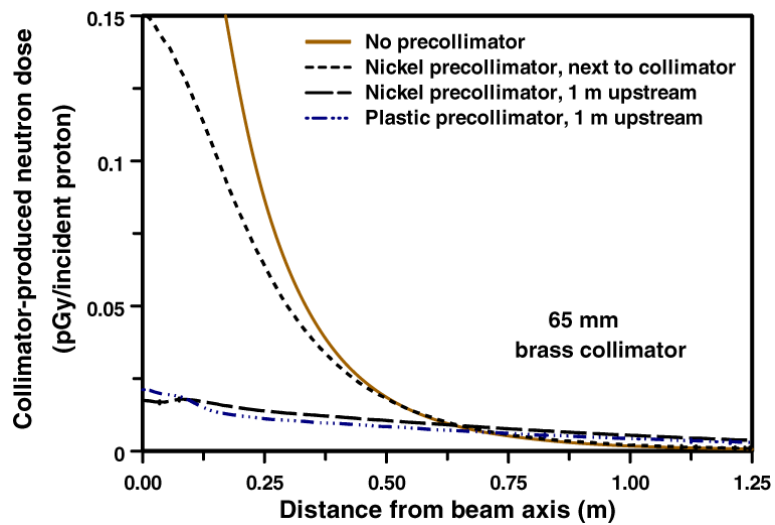 Collimator-produced neutron dose
(pGy/incident proton)
0.15
0.1
0.05
0
No precollimator
Nickel precollimator, next to collimator
Nickel precollimator, 1 m upstream
Plastic precollimator, 1 m upstream
65 mm
brass collimator
0.00 0.25 0.50 0.75 1.00 1.25
Distance from beam axis (m)